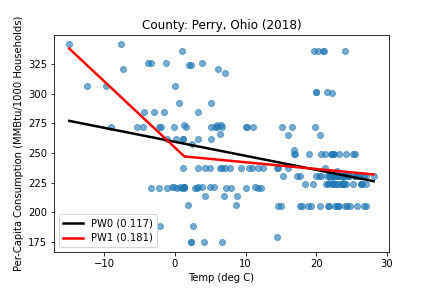 County: Perry, Ohio (2018)
Per-Capita Consumption (MMBtu/1000 Households)
325
300
275
250
225
200
175
PW0 (0.117)
PW1 (0.181)
−10 0 10 20 30
Temp (deg C)